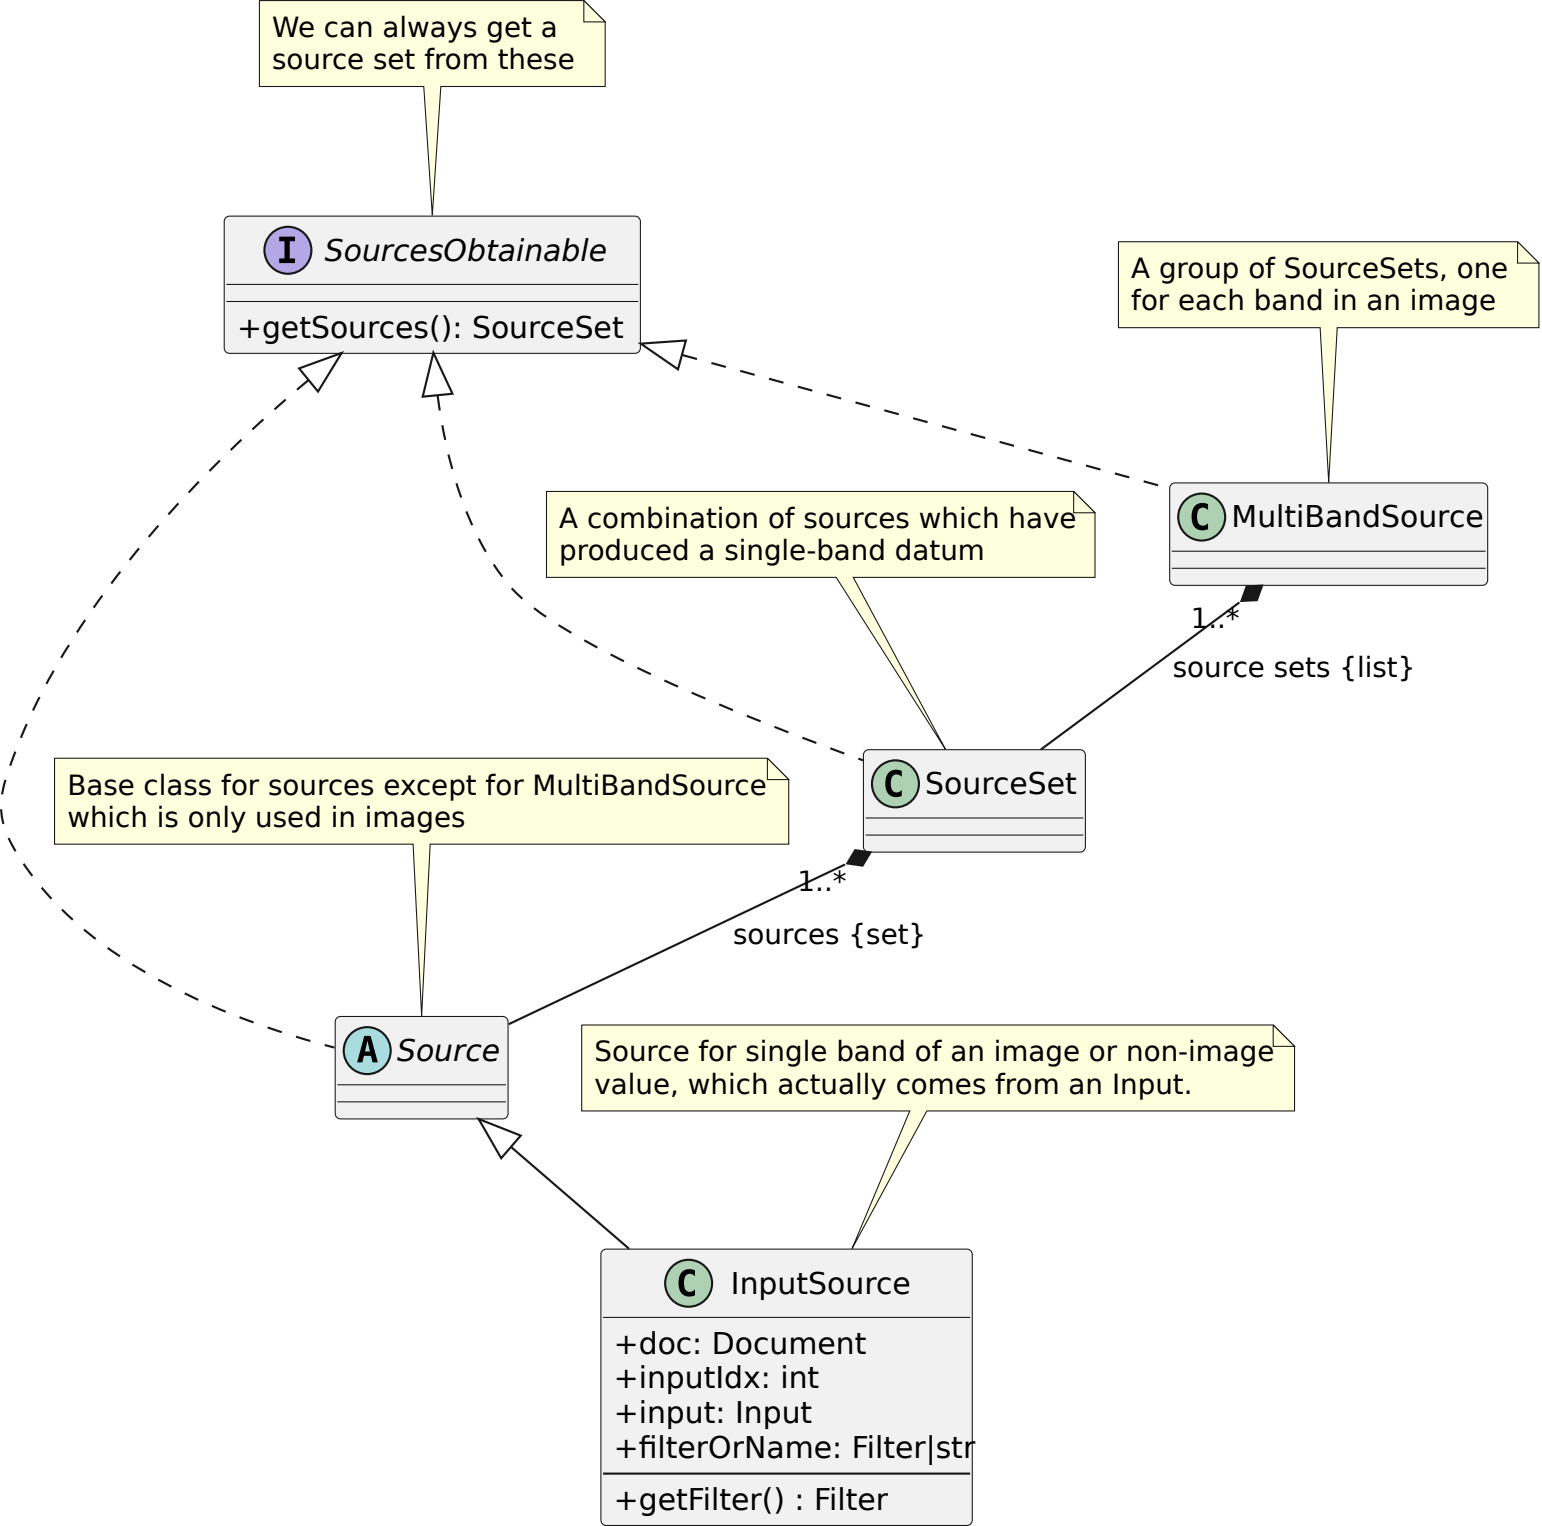 We can always get a
source set from these
I SourcesObtainable
+getSources(): SourceSet
A group of SourceSets, one
for each band in an image
C MultiBandSource
A combination of sources which have
produced a single-band datum
1..*
source sets {list}
C SourceSet
Base class for sources except for MultiBandSource
which is only used in images
1..*
sources {set}
A Source
Source for single band of an image or non-image
value, which actually comes from an Input.
C InputSource
+doc: Document
+inputIdx: int
+input: Input
+filterOrName: Filter|str
+getFilter() : Filter